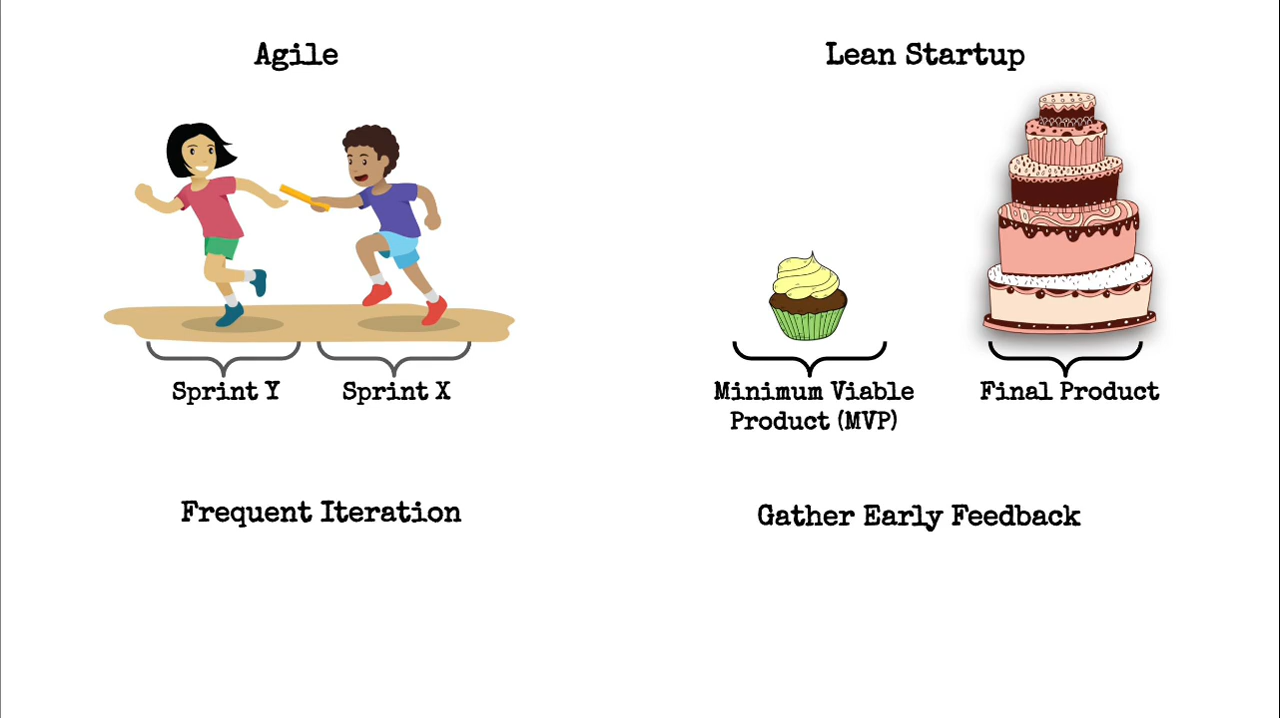 Agile
Sprint Y
Sprint X
Frequent Iteration
Lean Startup
Minimum Viable
Product (MVP)
Final Product
Gather Early Feedback